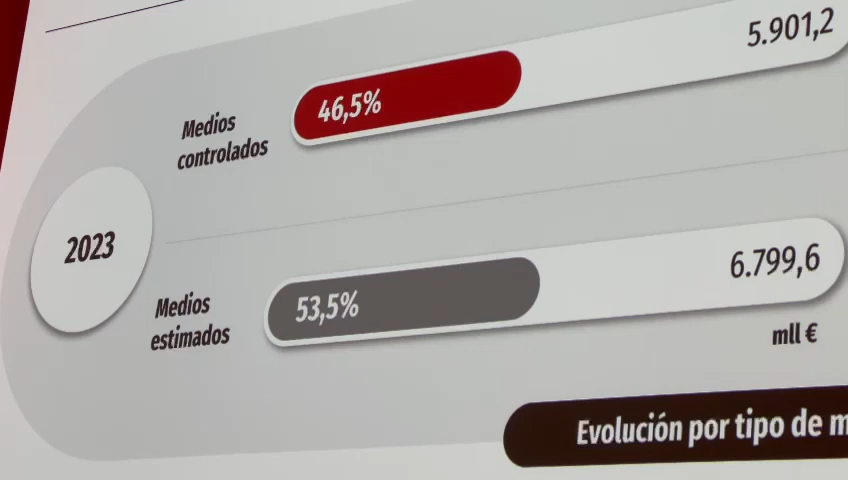 5.901,2
46,5%
Medios
controlados
2023
6.799,6
53,5%
Medios
estimados
mll €
Evolución por tipo de